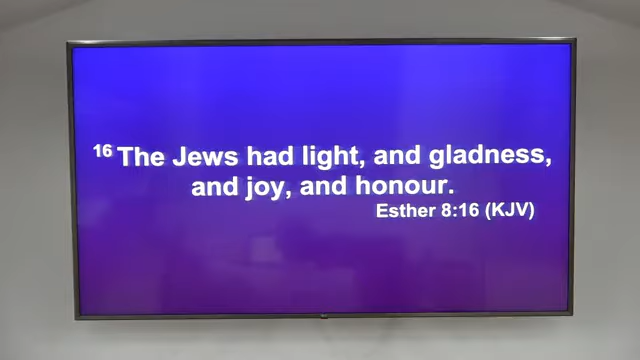 16 The Jews had light, and gladness,
and joy, and honour.
Esther 8:16 (KJV)